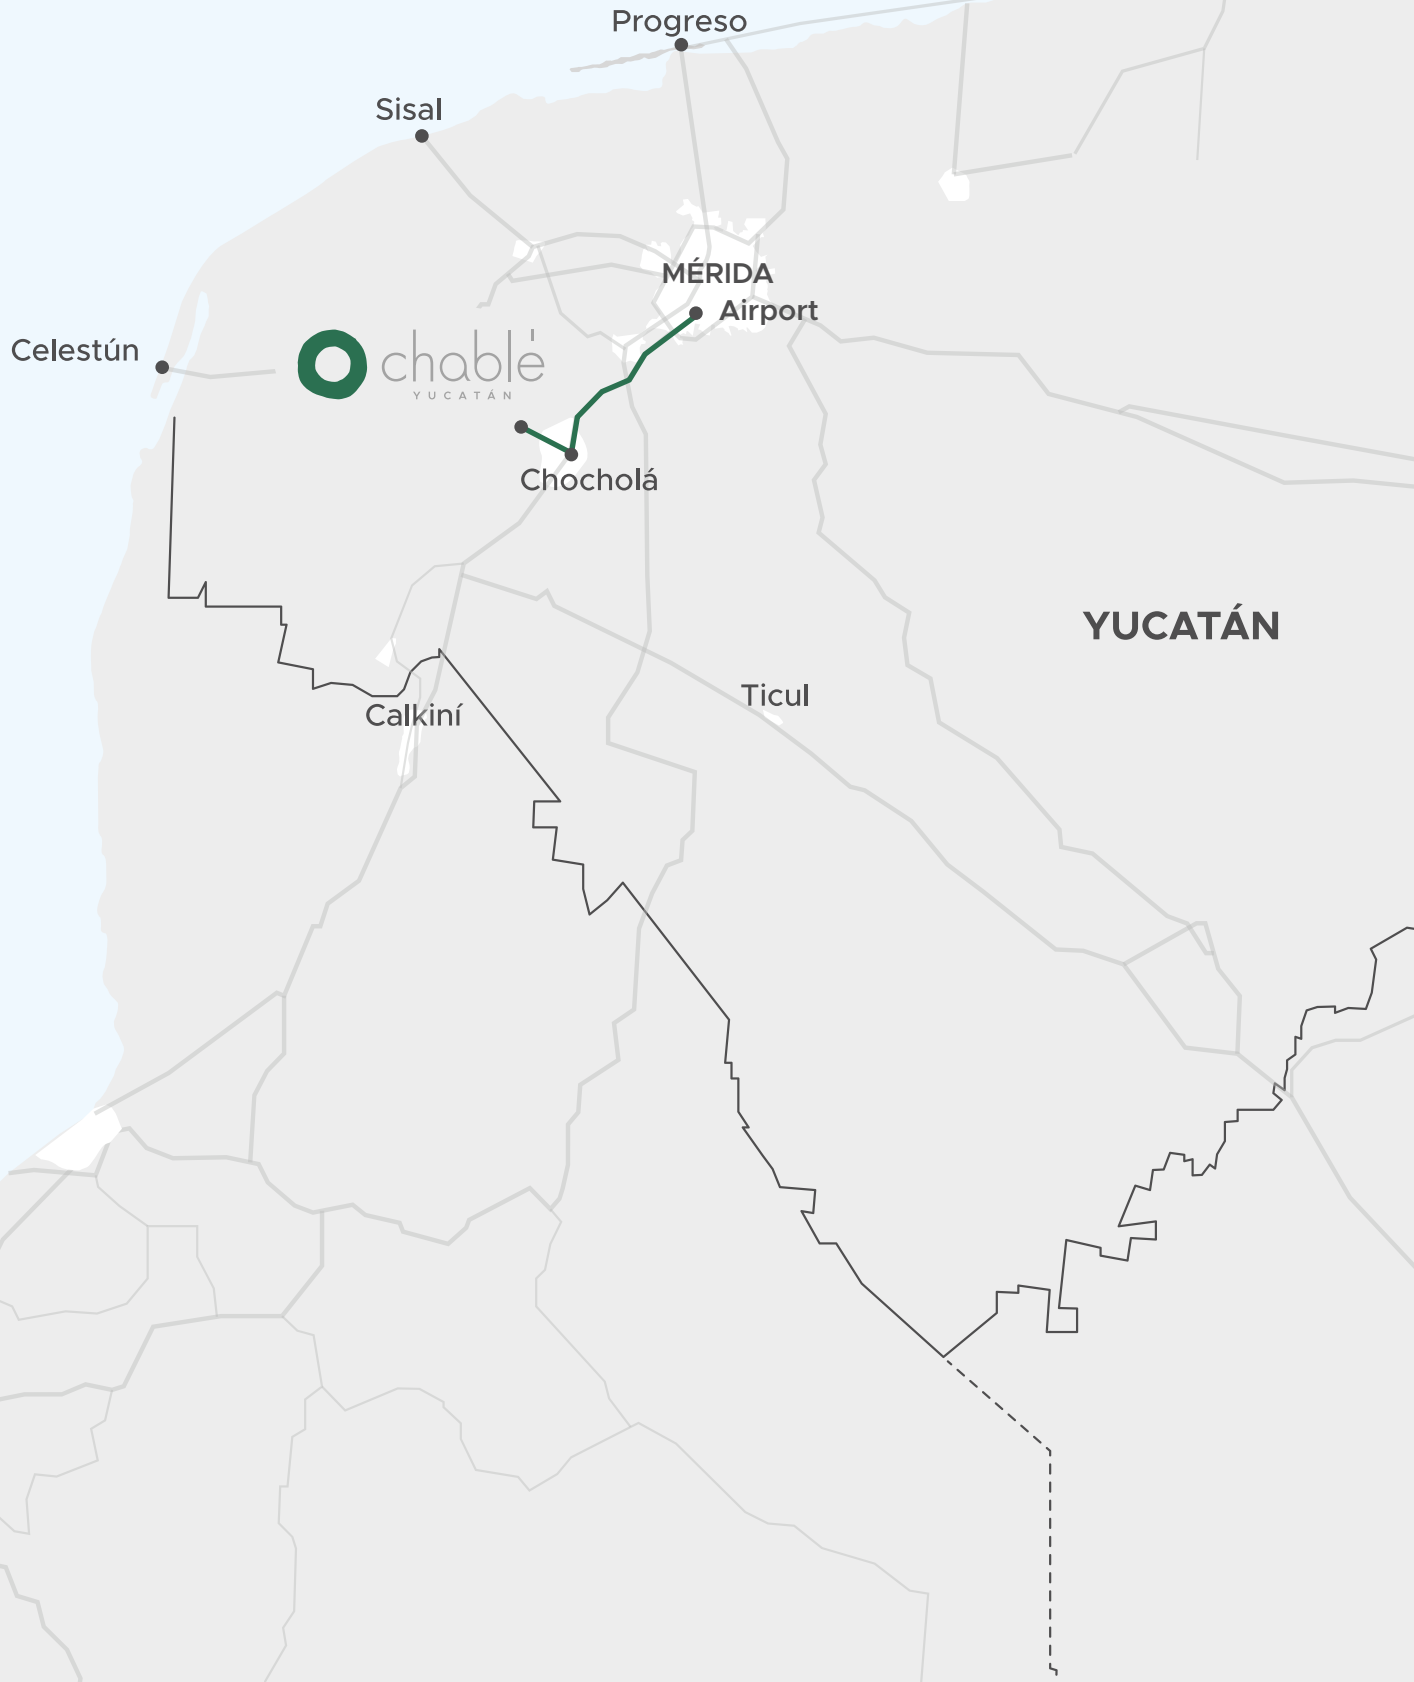 Progreso
Sisal
MÉRIDA
Airport
Celestún
chablé
YUCATÁN
Chocholá
YUCATÁN
Ticul
Calkiní